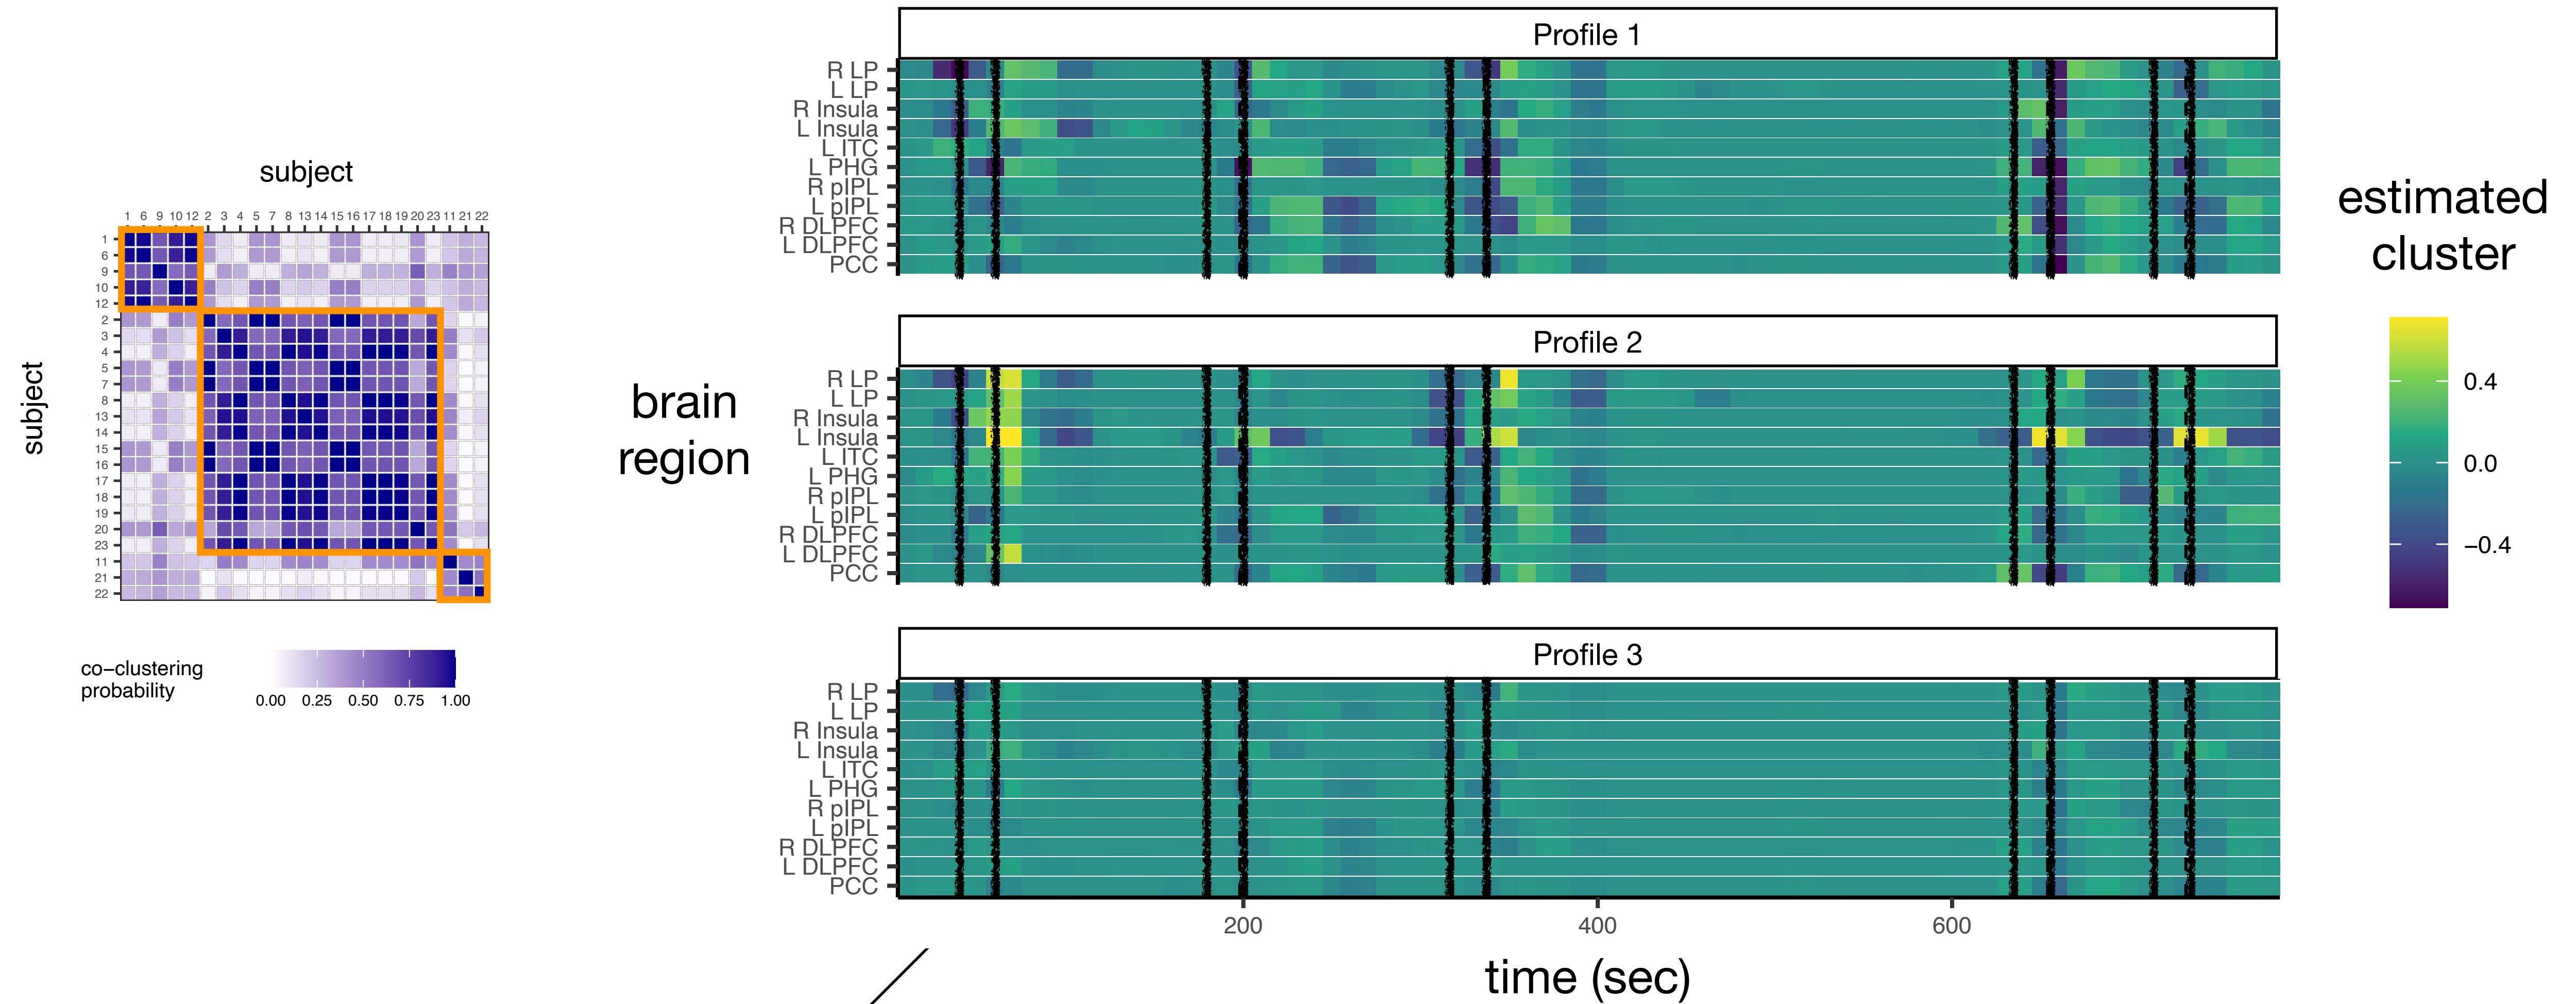 subject
1 6 9 10 12 2 3 4 5 7 8 13 14 15 16 17 18 19 20 23 11 21 22
subject
1
6
9
10
12
2
3
4
5
7
8
13
14
15
16
17
18
19
20
23
11
21
22
co−clustering
probability
0.00 0.25 0.50 0.75 1.00
brain
region
Profile 1
R LP
L LP
R Insula
L Insula
L ITC
L PHG
R pIPL
L pIPL
R DLPFC
L DLPFC
PCC
Profile 2
R LP
L LP
R Insula
L Insula
L ITC
L PHG
R pIPL
L pIPL
R DLPFC
L DLPFC
PCC
Profile 3
R LP
L LP
R Insula
L Insula
L ITC
L PHG
R pIPL
L pIPL
R DLPFC
L DLPFC
PCC
200 400 600
time (sec)
estimated
cluster
0.4
0.0
−0.4